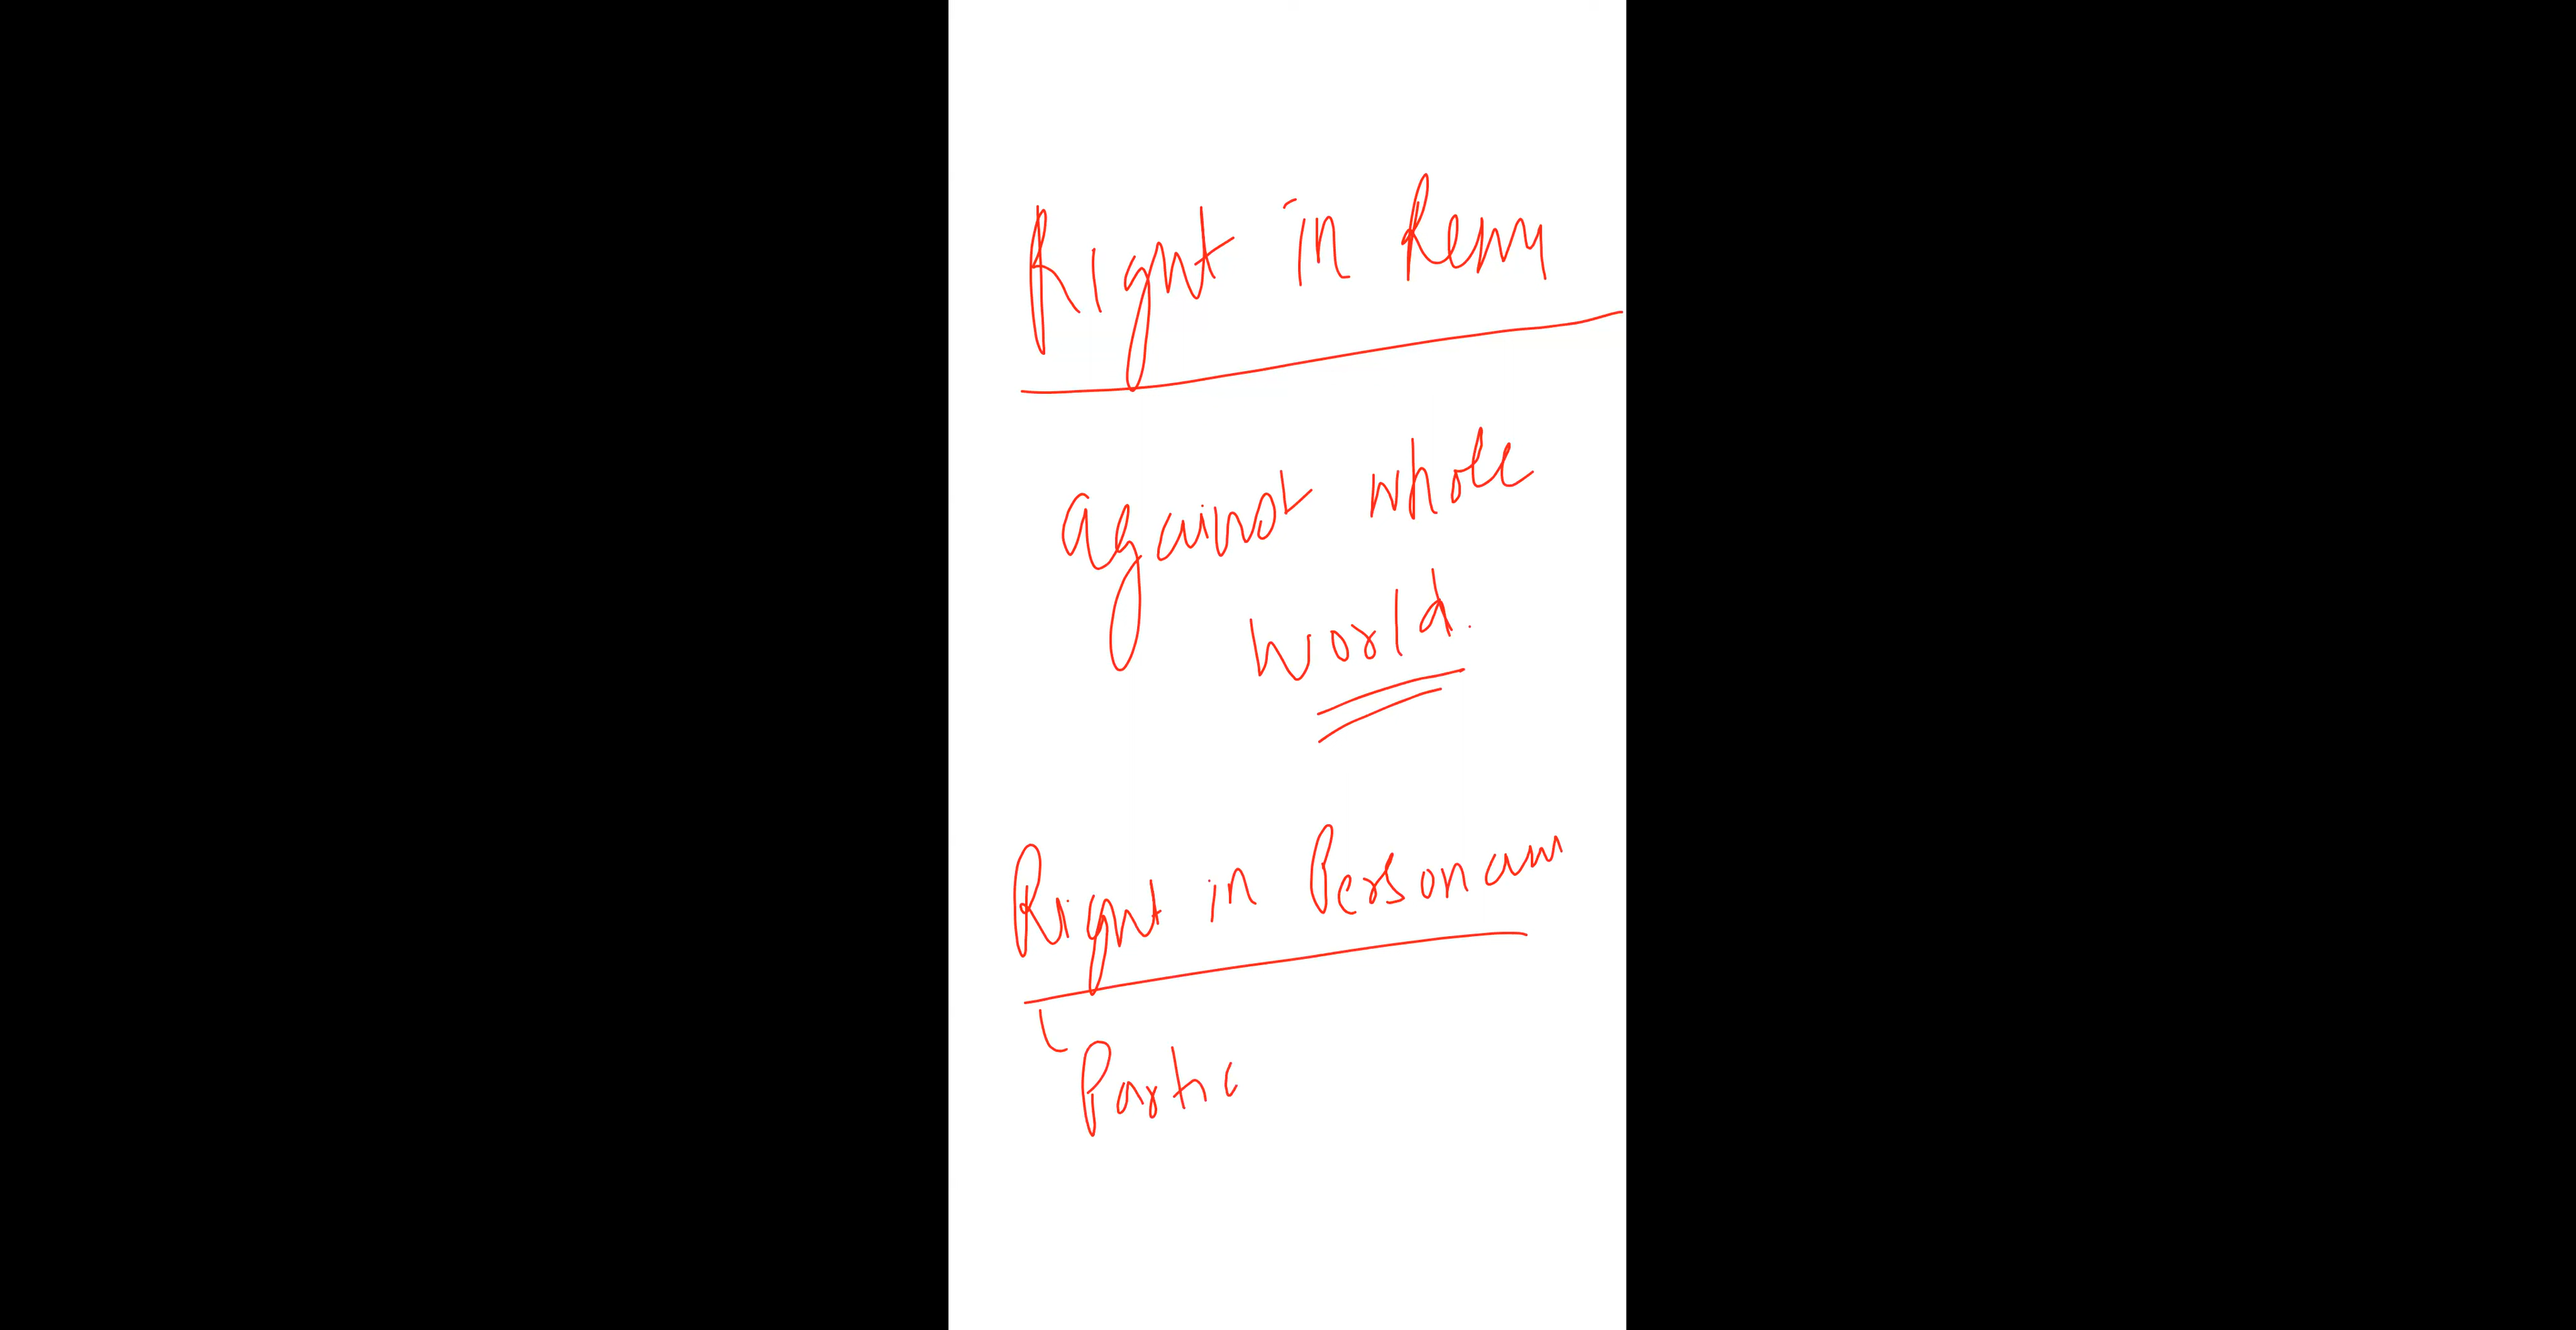 Right in Rem
against whole
world.
Right in Personam
Partic